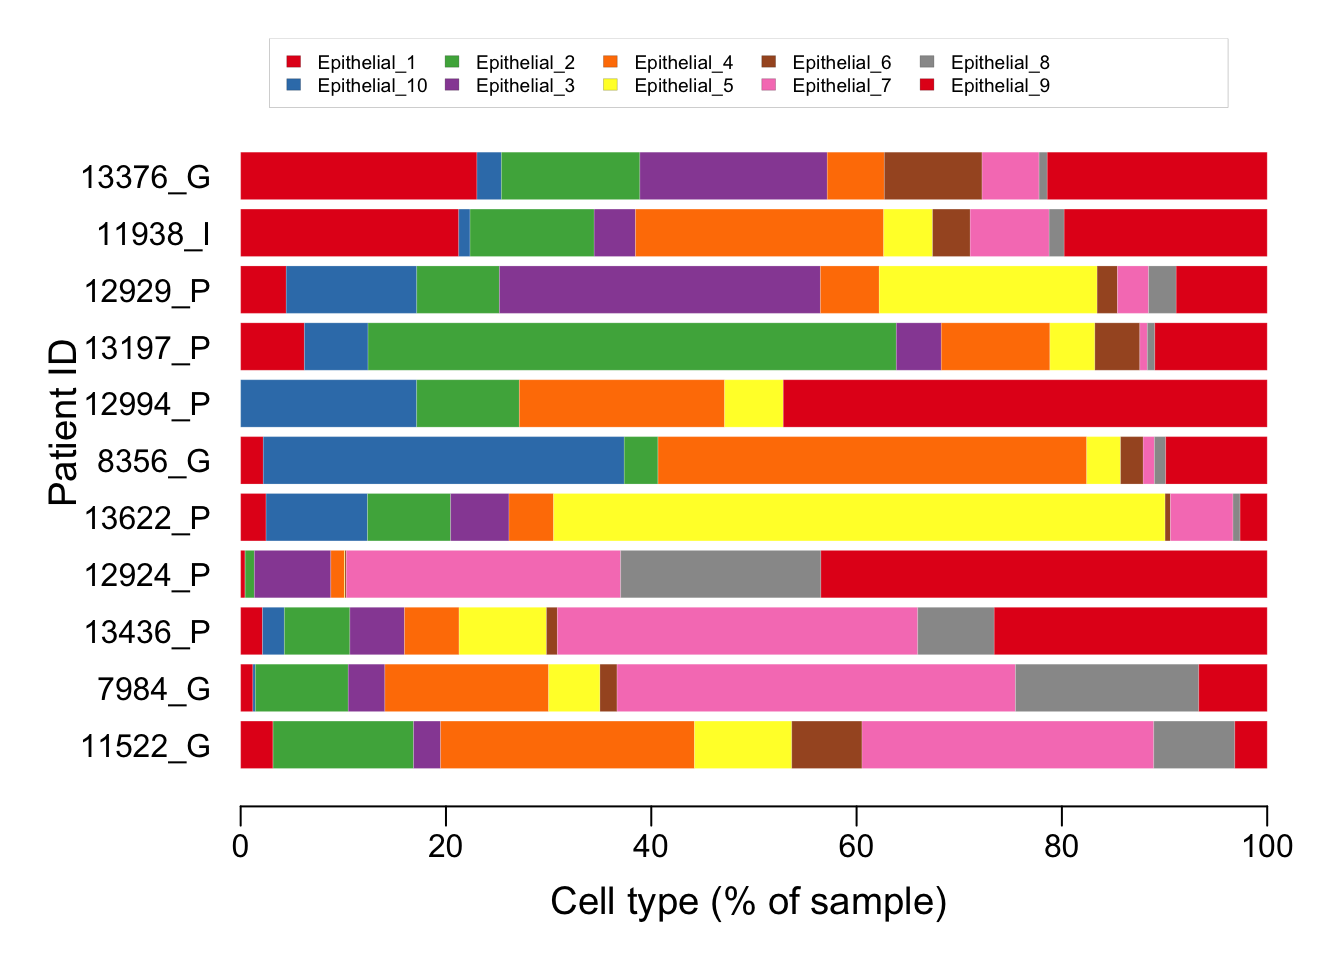 Epithelial_1 Epithelial_2 Epithelial_4 Epithelial_6 Epithelial_8
Epithelial_10 Epithelial_3 Epithelial_5 Epithelial_7 Epithelial_9
13376_G
11938_I
12929_P
13197_P
12994_P
8356_G
13622_P
12924_P
13436_P
7984_G
11522_G
Patient ID
0 20 40 60 80 100
Cell type (% of sample)